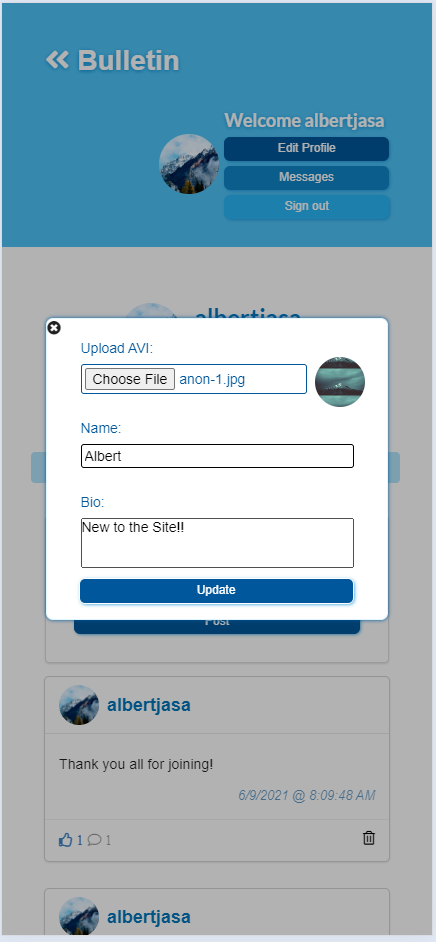 Bulletin
Welcome albertjasa
Edit Profile
Messages
Sign out
albertjasa
Upload AVI:
Choose File anon-1.jpg
Name:
Albert
Bio:
New to the Site!!
Update
Post
albertjasa
Thank you all for joining!
6/9/2021 @ 8:09:48 AM
1 1
albertjasa